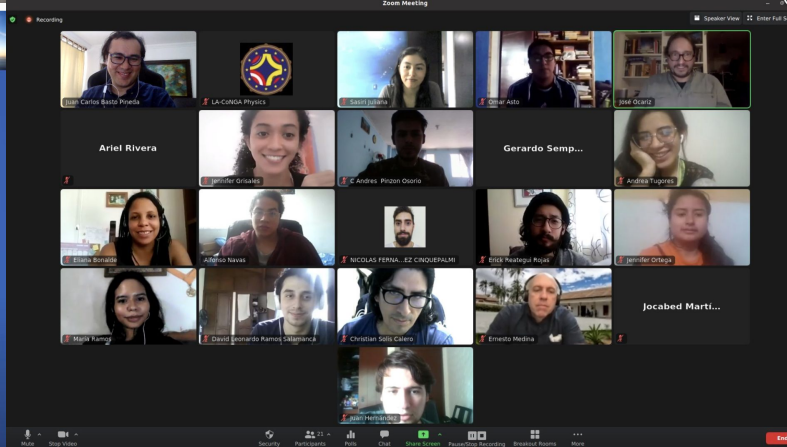 Zoom Meeting
Recording
Speaker View
Enter Full S
Juan Carlos Basto Pineda
LA-CoNGA Physics
Sasiri Juliana
Omar Asto
José Ocariz
Ariel Rivera
Jennifer Grisales
C Andres Pinzon Osorio
Gerardo Semp...
Andrea Tugores
Eliana Bonalde
Alfonso Navas
NICOLAS FERNA...EZ CINQUEPALMI
Erick Reategui Rojas
Jennifer Ortega
Maria Ramos
David Leonardo Ramos Salamanca
Christian Solis Calero
Ernesto Medina
Jocabed Martí...
Juan Hernández
Mute
Stop Video
Security
21
Participants
Polls
Chat
Share Screen
Pause/Stop Recording
Breakout Rooms
More
En